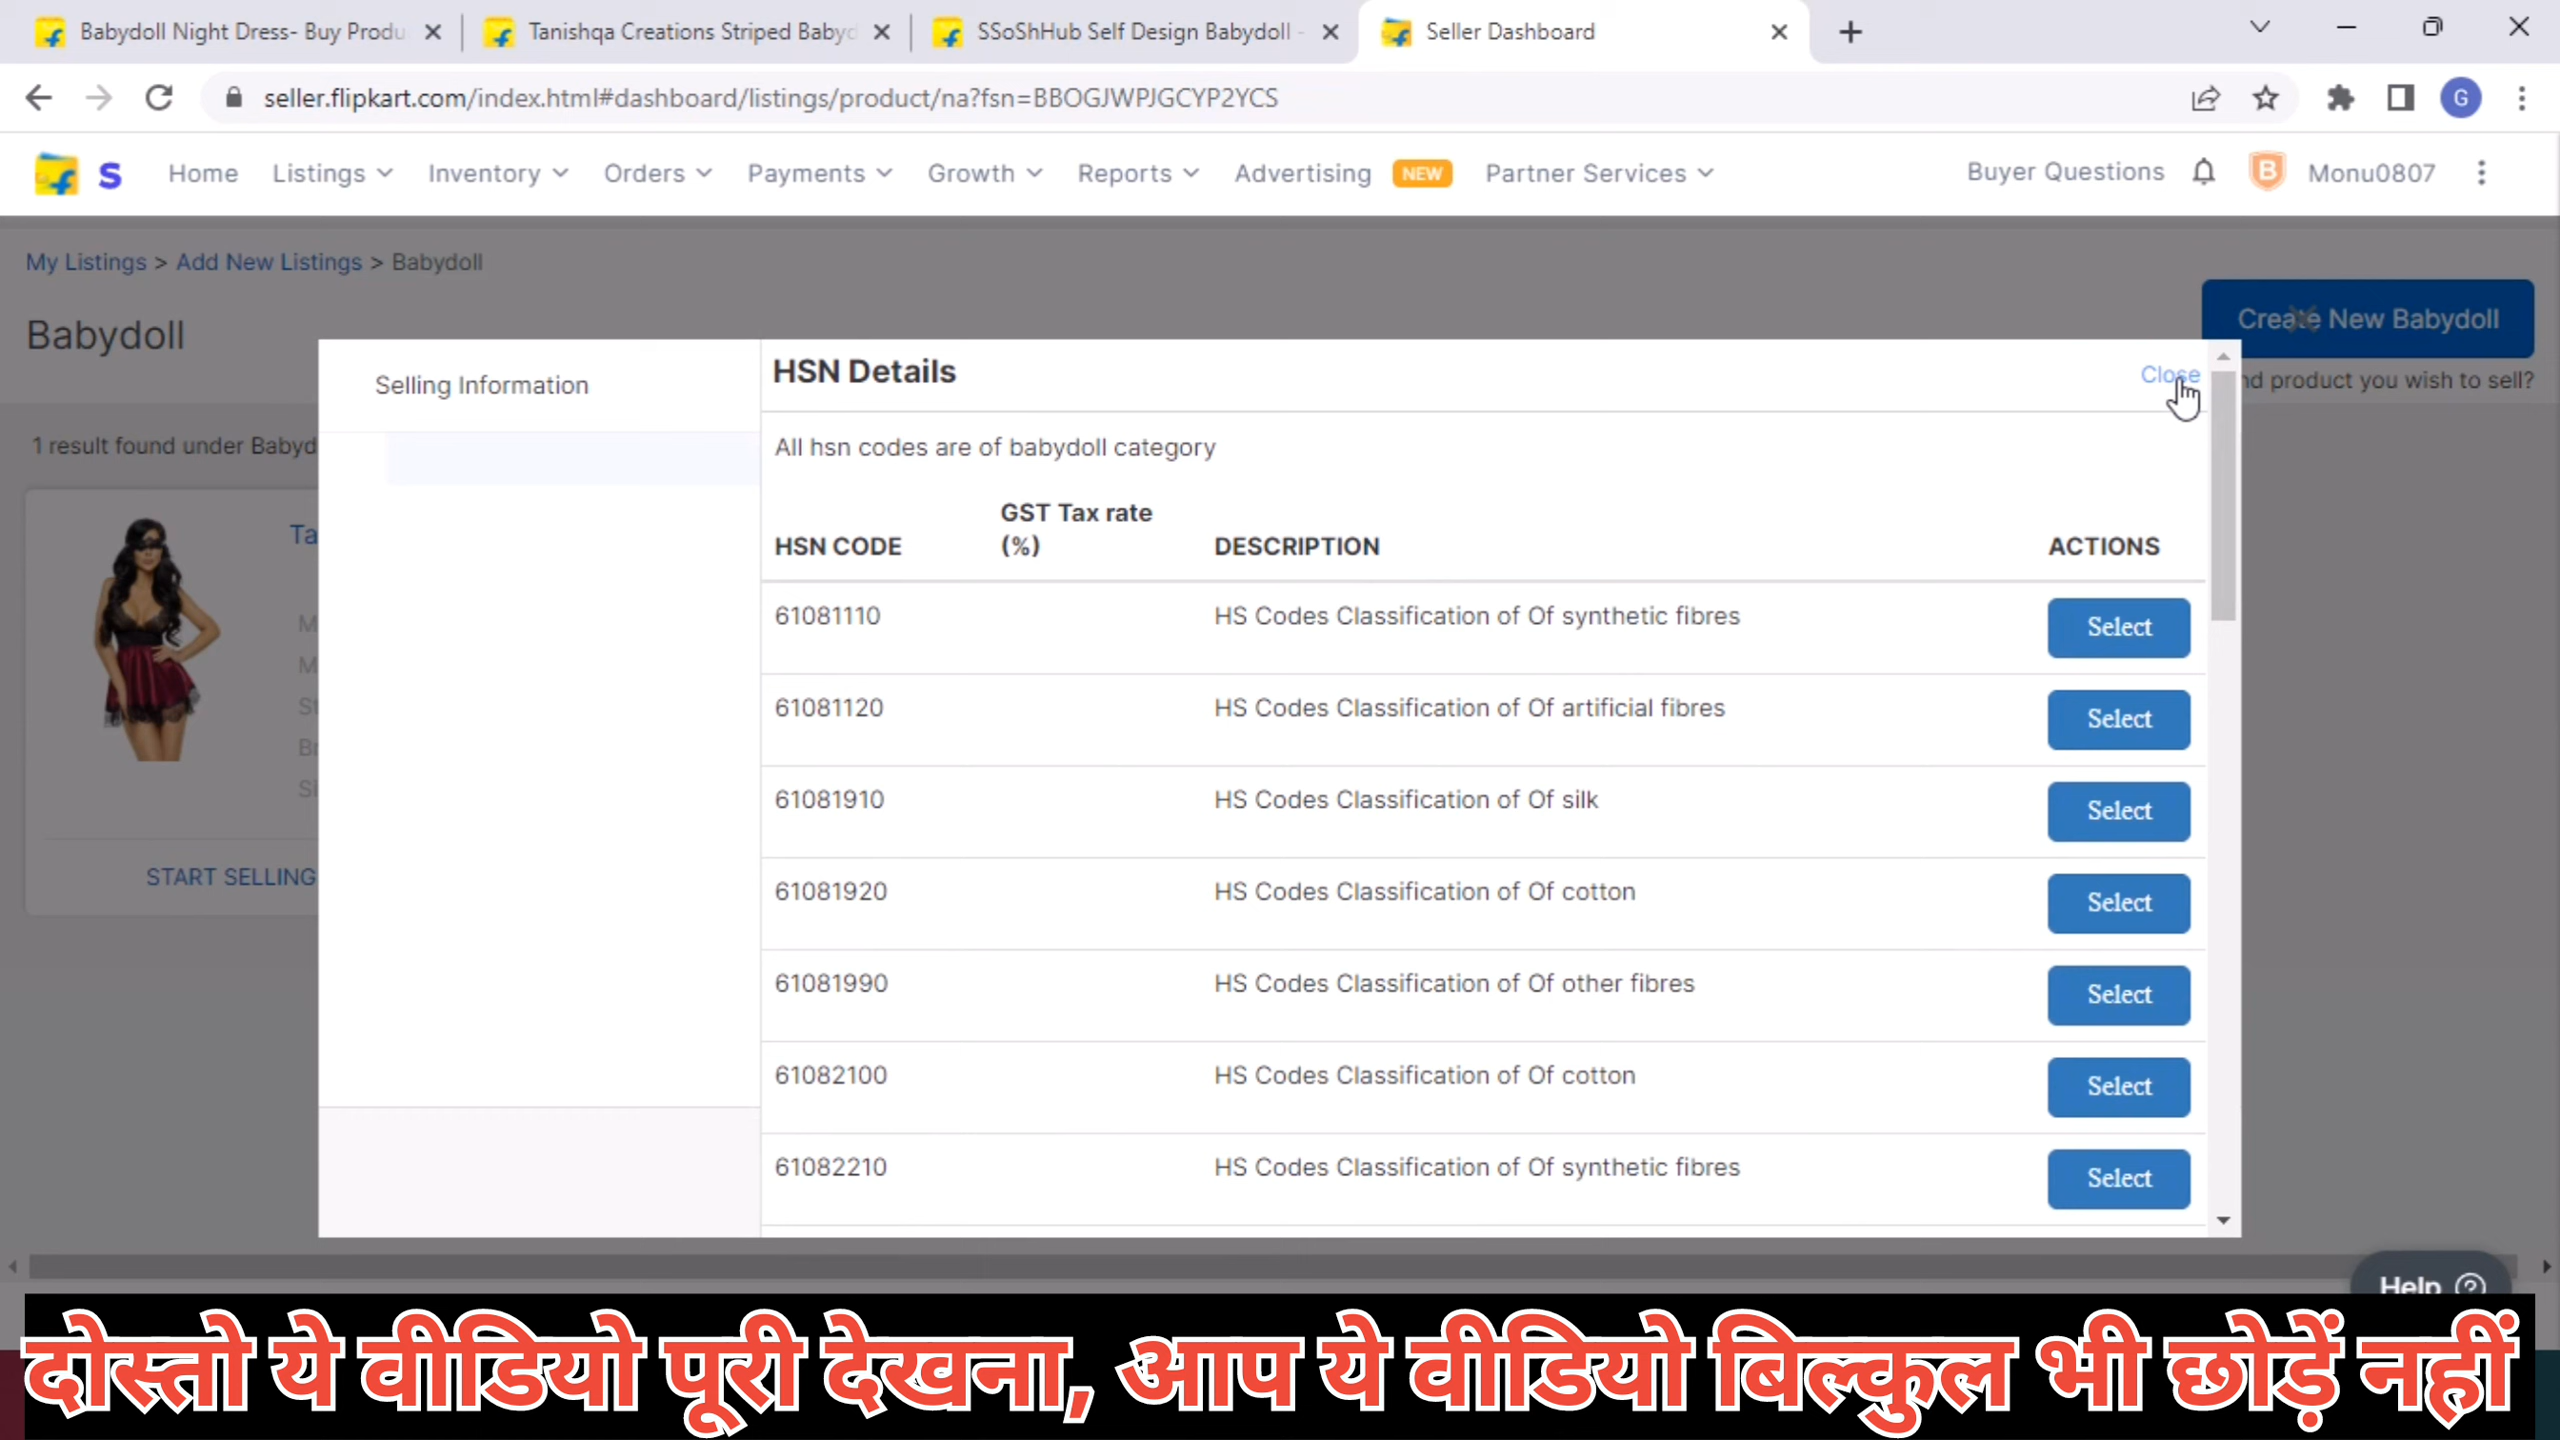 Babydoll Night Dress- Buy Produ
Tanishqa Creations Striped Babyd
SSoShHub Self Design Babydoll -
Seller Dashboard
seller.flipkart.com/index.html#dashboard/listings/product/na?fsn=BBOGJWPJGCYP2YCS
G
S Home Listings Inventory Orders Payments Growth Reports Advertising NEW Partner Services Buyer Questions B Monu0807
My Listings > Add New Listings > Babydoll
Create New Babydoll
Babydoll
nd product you wish to sell?
Selling Information
HSN Details
Close
1 result found under Babyd
All hsn codes are of babydoll category
GST Tax rate
HSN CODE (%) DESCRIPTION ACTIONS
Ta
61081110 HS Codes Classification of Of synthetic fibres Select
M
M
61081120 HS Codes Classification of Of artificial fibres Select
St
Br
Si
61081910 HS Codes Classification of Of silk Select
START SELLING
61081920 HS Codes Classification of Of cotton Select
61081990 HS Codes Classification of Of other fibres Select
61082100 HS Codes Classification of Of cotton Select
61082210 HS Codes Classification of Of synthetic fibres Select
Help
दोस्तो ये वीडियो पूरी देखना, आप ये वीडियो बिल्कुल भी छोड़ें नहीं